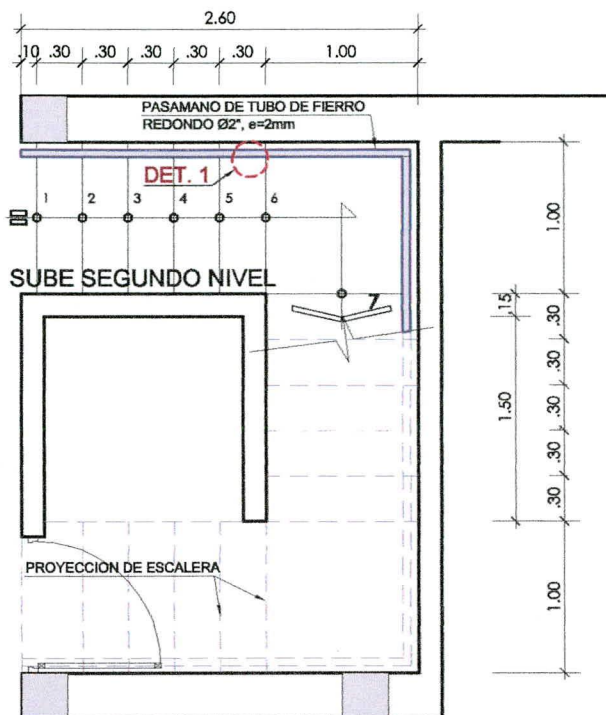 2.60
.10 .30 .30 .30 .30 .30 1.00
PASAMANO DE TUBO DE FIERRO
REDONDO Ø2", e=2mm
DET. 1
1 2 3 4 5 6
SUBE SEGUNDO NIVEL
7
1.00
.15
.30
.30
.30
1.50
.30
.30
1.00
PROYECCION DE ESCALERA